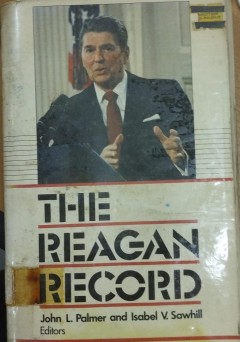 THE
REAGAN
RECORD
John L. Palmer and Isabel V. Sawhill
Editors